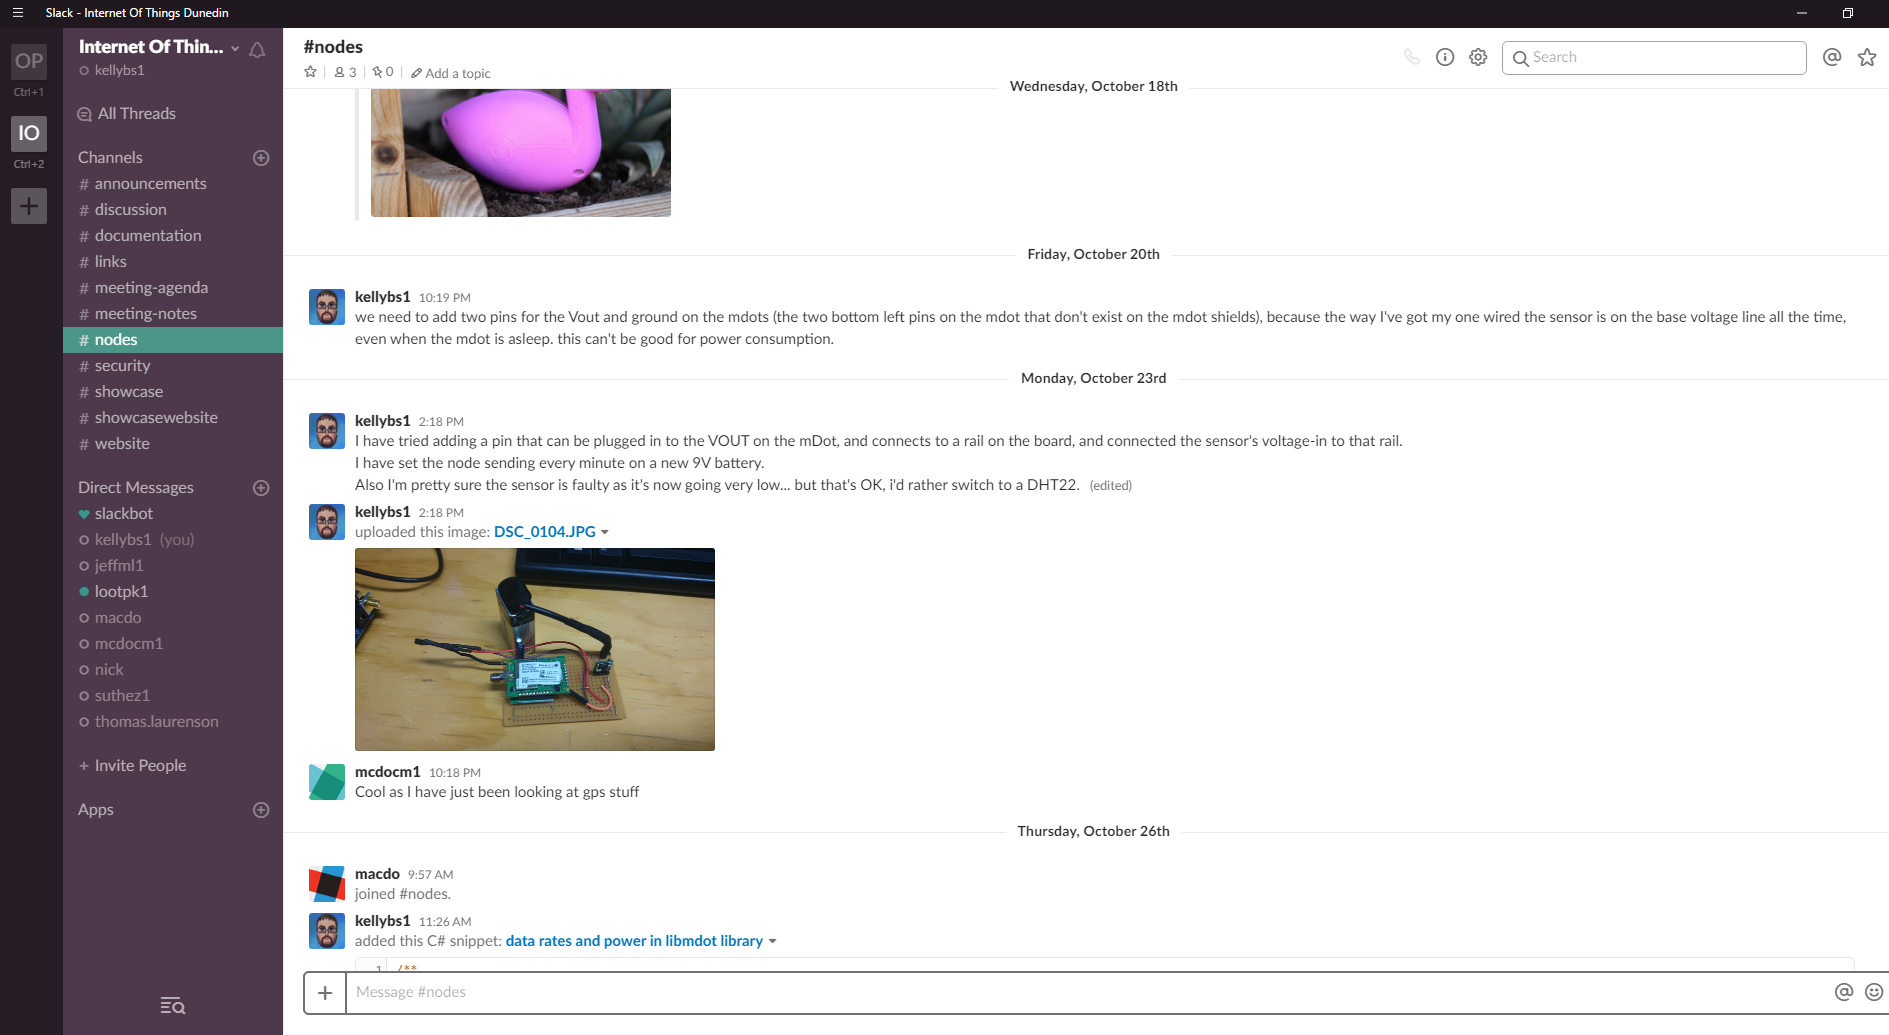 Slack - Internet Of Things Dunedin
OP
Ctrl+1
IO
Ctrl+2
Internet Of Thin...
kellybs1
All Threads
Channels
# announcements
# discussion
# documentation
# links
# meeting-agenda
# meeting-notes
# nodes
# security
# showcase
# showcasewebsite
# website
Direct Messages
slackbot
kellybs1 (you)
jeffml1
lootpk1
macdo
mcdocm1
nick
suthez1
thomas.laurenson
+ Invite People
Apps
#nodes
3 | 0 | Add a topic
Search
Wednesday, October 18th
Friday, October 20th
kellybs1 10:19 PM
we need to add two pins for the Vout and ground on the mdots (the two bottom left pins on the mdot that don't exist on the mdot shields), because the way I've got my one wired the sensor is on the base voltage line all the time,
even when the mdot is asleep. this can't be good for power consumption.
Monday, October 23rd
kellybs1 2:18 PM
I have tried adding a pin that can be plugged in to the VOUT on the mDot, and connects to a rail on the board, and connected the sensor's voltage-in to that rail.
I have set the node sending every minute on a new 9V battery.
Also I'm pretty sure the sensor is faulty as it's now going very low... but that's OK, i'd rather switch to a DHT22. (edited)
kellybs1 2:18 PM
uploaded this image: DSC_0104.JPG
mcdocm1 10:18 PM
Cool as I have just been looking at gps stuff
Thursday, October 26th
macdo 9:57 AM
joined #nodes.
kellybs1 11:26 AM
added this C# snippet: data rates and power in libmdot library
1 /**
Message #nodes